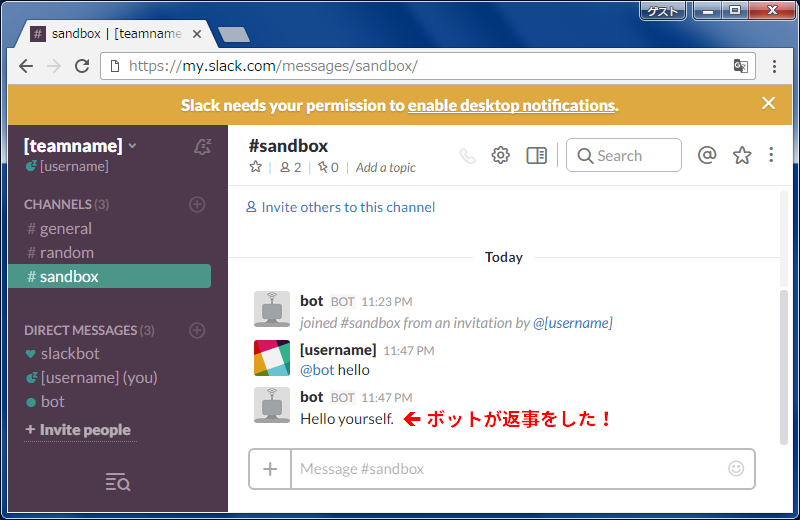 ゲスト
# sandbox | [teamname
https://my.slack.com/messages/sandbox/
Slack needs your permission to enable desktop notifications.
[teamname]
[username]
CHANNELS (3)
# general
# random
# sandbox
DIRECT MESSAGES (3)
slackbot
[username] (you)
bot
+ Invite people
#sandbox
2 | 0 | Add a topic
Search
Invite others to this channel
Today
bot BOT 11:23 PM
joined #sandbox from an invitation by @[username]
[username] 11:47 PM
@bot hello
bot BOT 11:47 PM
Hello yourself. ← ボットが返事をした！
Message #sandbox